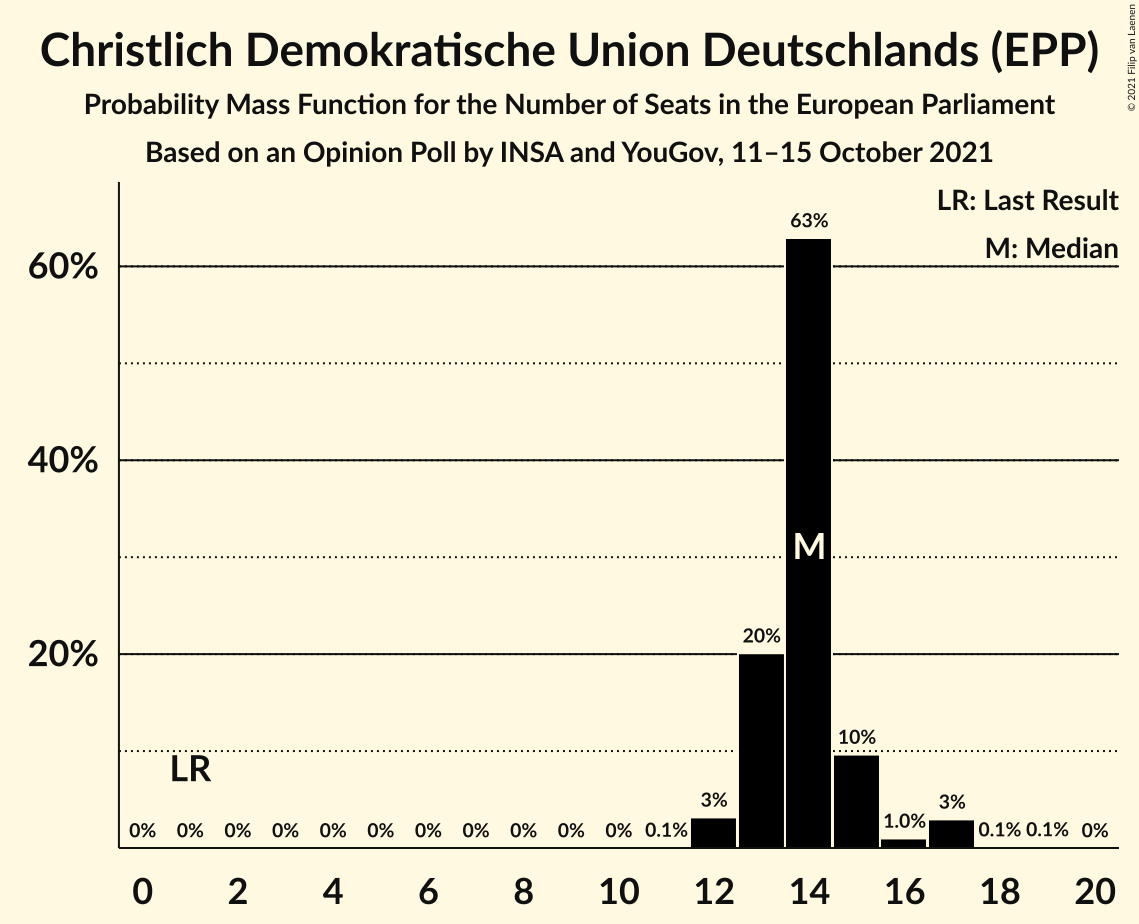 Christlich Demokratische Union Deutschlands (EPP)
Probability Mass Function for the Number of Seats in the European Parliament
Based on an Opinion Poll by INSA and YouGov, 11–15 October 2021
© 2021 Filip van Laenen
LR: Last Result
M: Median
63%
60%
40%
M
20%
20%
10%
LR
3%
3%
0% 0% 0% 0% 0% 0% 0% 0% 0% 0% 0% 0.1% 1.0% 0.1% 0.1% 0%
0 2 4 6 8 10 12 14 16 18 20